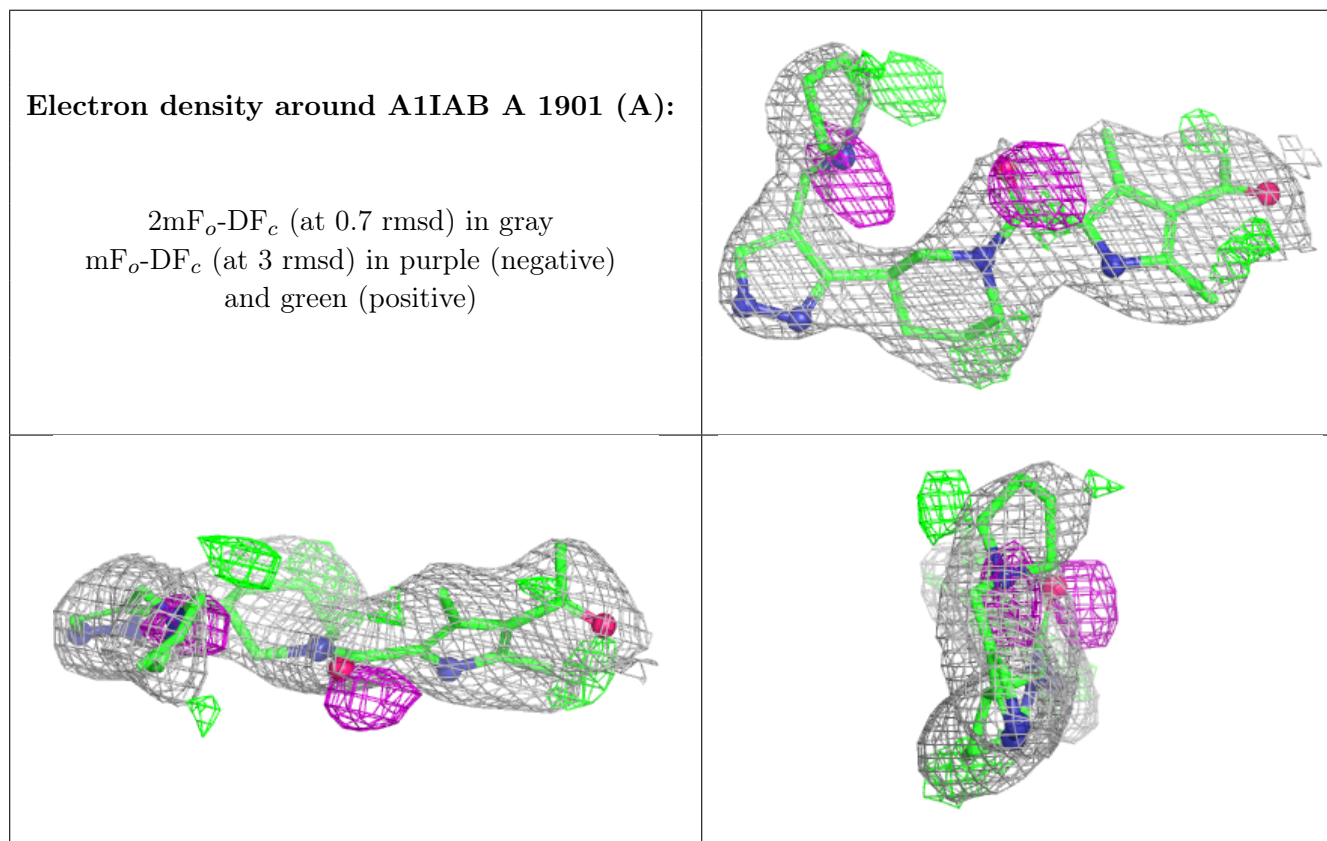 Electron density around A1IAB A 1901 (A):
2mFo-DFc (at 0.7 rmsd) in gray
mFo-DFc (at 3 rmsd) in purple (negative)
and green (positive)